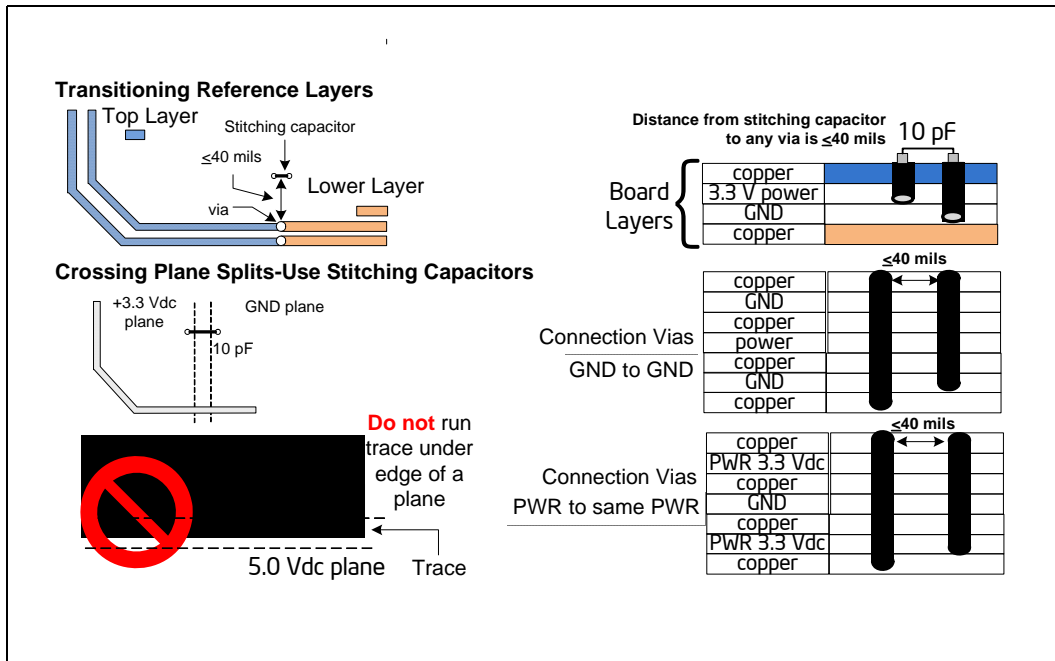 Transitioning Reference Layers
Top Layer
Stitching capacitor
≤40 mils
Lower Layer
via
Crossing Plane Splits-Use Stitching Capacitors
+3.3 Vdc
plane
GND plane
10 pF
Do not run
trace under
edge of a
plane
5.0 Vdc plane
Trace
Distance from stitching capacitor
to any via is ≤40 mils
10 pF
Board
Layers
copper
3.3 V power
GND
copper
≤40 mils
Connection Vias
GND to GND
copper
GND
copper
power
copper
GND
copper
≤40 mils
Connection Vias
PWR to same PWR
copper
PWR 3.3 Vdc
copper
GND
copper
PWR 3.3 Vdc
copper